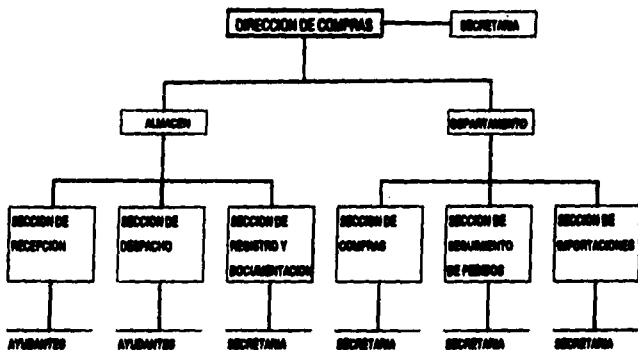 DIRECCION DE COMPRAS
SECRETARIA
ALMACEN
DEPARTAMENTO
SECCION DE
RECEPCION
SECCION DE
DESPACHO
SECCION DE
REGISTRO Y
DOCUMENTACION
SECCION DE
COMPRAS
SECCION DE
SEGUIMIENTO
DE PEDIDOS
SECCION DE
IMPORTACIONES
AYUDANTES
AYUDANTES
SECRETARIA
SECRETARIA
SECRETARIA
SECRETARIA